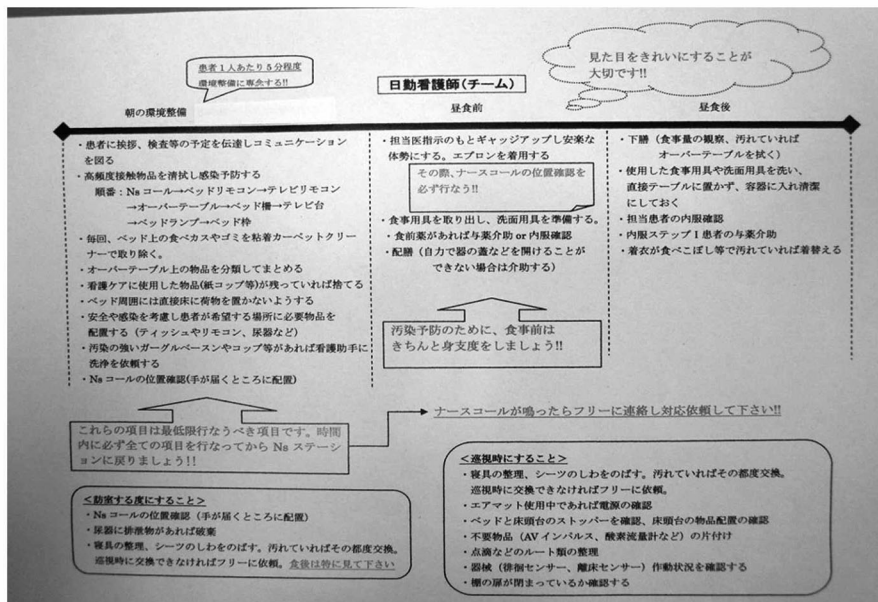 患者1人あたり5分程度
環境整備に専念する!!
日勤看護師(チーム)
見た目をきれいにすることが
大切です!!
朝の環境整備
昼食前
昼食後
・患者に挨拶、検査等の予定を伝達しコミュニケーション
を図る
・高頻度接触物品を清拭し感染予防する
順番:Nsコール→ベッドリモコン→テレビリモコン
→オーバーテーブル→ベッド柵→テレビ台
→ベッドランプ→ベッド枠
・毎回、ベッド上の食べカスやゴミを粘着カーペットクリー
ナーで取り除く。
・オーバーテーブル上の物品を分類してまとめる
・看護ケアに使用した物品(紙コップ等)が残っていれば捨てる
・ベッド周囲には直接床に荷物を置かないようする
・安全や感染を考慮し患者が希望する場所に必要物品を
配置する(ティッシュやリモコン、尿器など)
・汚染の強いガーグルベースンやコップ等があれば看護助手に
洗浄を依頼する
・Nsコールの位置確認(手が届くところに配置)
・担当医指示のもとギャッジアップし安楽な
体勢にする。エプロンを着用する
その際、ナースコールの位置確認を
必ず行なう!!
・食事用具を取り出し、洗面用具を準備する。
・食前薬があれば与薬介助or内服確認
・配膳(自力で器の蓋などを開けることが
できない場合は介助する)
汚染予防のために、食事前は
きちんと身支度をしましょう!!
・下膳(食事量の観察、汚れていれば
オーバーテーブルを拭く)
・使用した食事用具や洗面用具を洗い、
直接テーブルに置かず、容器に入れ清潔
にしておく
・担当患者の内服確認
・内服ステップⅠ患者の与薬介助
・着衣が食べこぼし等で汚れていれば着替える
これらの項目は最低限行なうべき項目です。時間
内に必ず全ての項目を行なってからNsステーシ
ョンに戻りましょう!!
ナースコールが鳴ったらフリーに連絡し対応依頼して下さい!!
<訪室する度にすること>
・Nsコールの位置確認(手が届くところに配置)
・尿器に排泄物があれば破棄
・寝具の整理、シーツのしわをのばす。汚れていればその都度交換。
巡視時に交換できなければフリーに依頼。食後は特に見て下さい
<巡視時にすること>
・寝具の整理、シーツのしわをのばす。汚れていればその都度交換。
巡視時に交換できなければフリーに依頼。
・エアマット使用中であれば電源の確認
・ベッドと床頭台のストッパーを確認、床頭台の物品配置の確認
・不要物品(AVインパルス、酸素流量計など)の片付け
・点滴などのルート類の整理
・器械(徘徊センサー、離床センサー)作動状況を確認する
・棚の扉が閉まっているか確認する